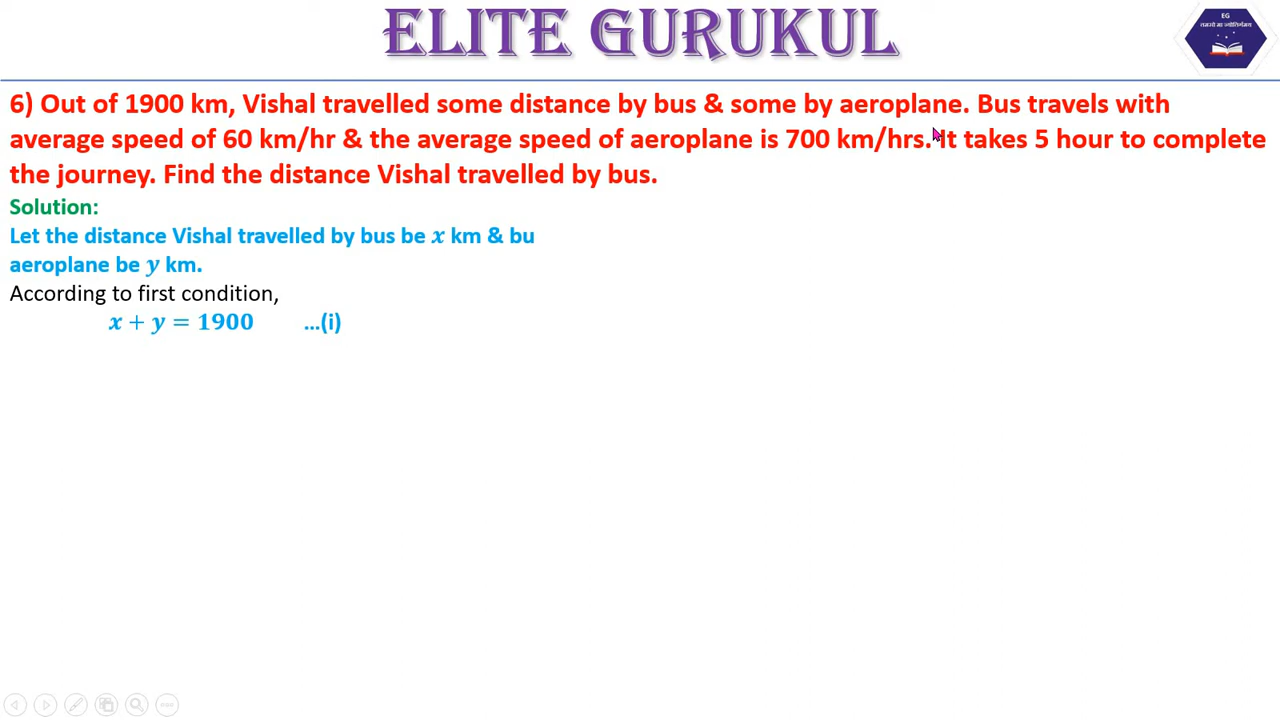 ELITE GURUKUL
EG
6) Out of 1900 km, Vishal travelled some distance by bus & some by aeroplane. Bus travels with
average speed of 60 km/hr & the average speed of aeroplane is 700 km/hrs. It takes 5 hour to complete
the journey. Find the distance Vishal travelled by bus.
Solution:
Let the distance Vishal travelled by bus be x km & bu
aeroplane be y km.
According to first condition,
x + y = 1900 ...(i)